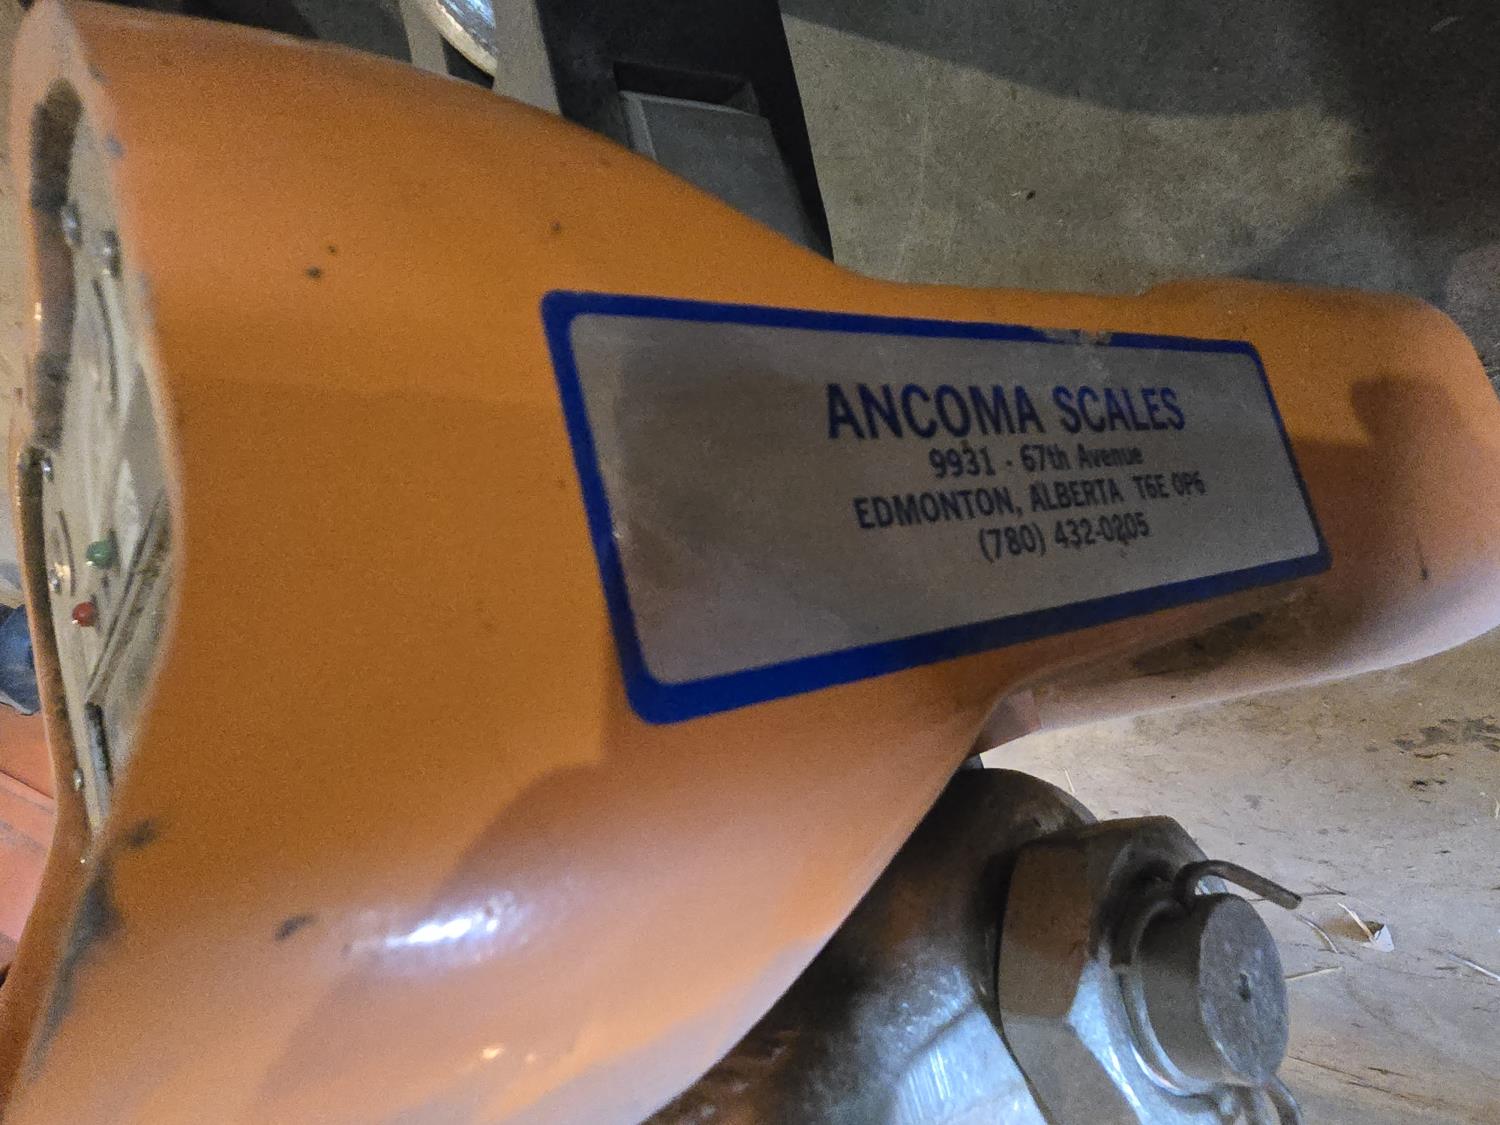 ANCOMA SCALES
9931 - 67th Avenue
EDMONTON, ALBERTA T6E 0P6
(780) 432-0205